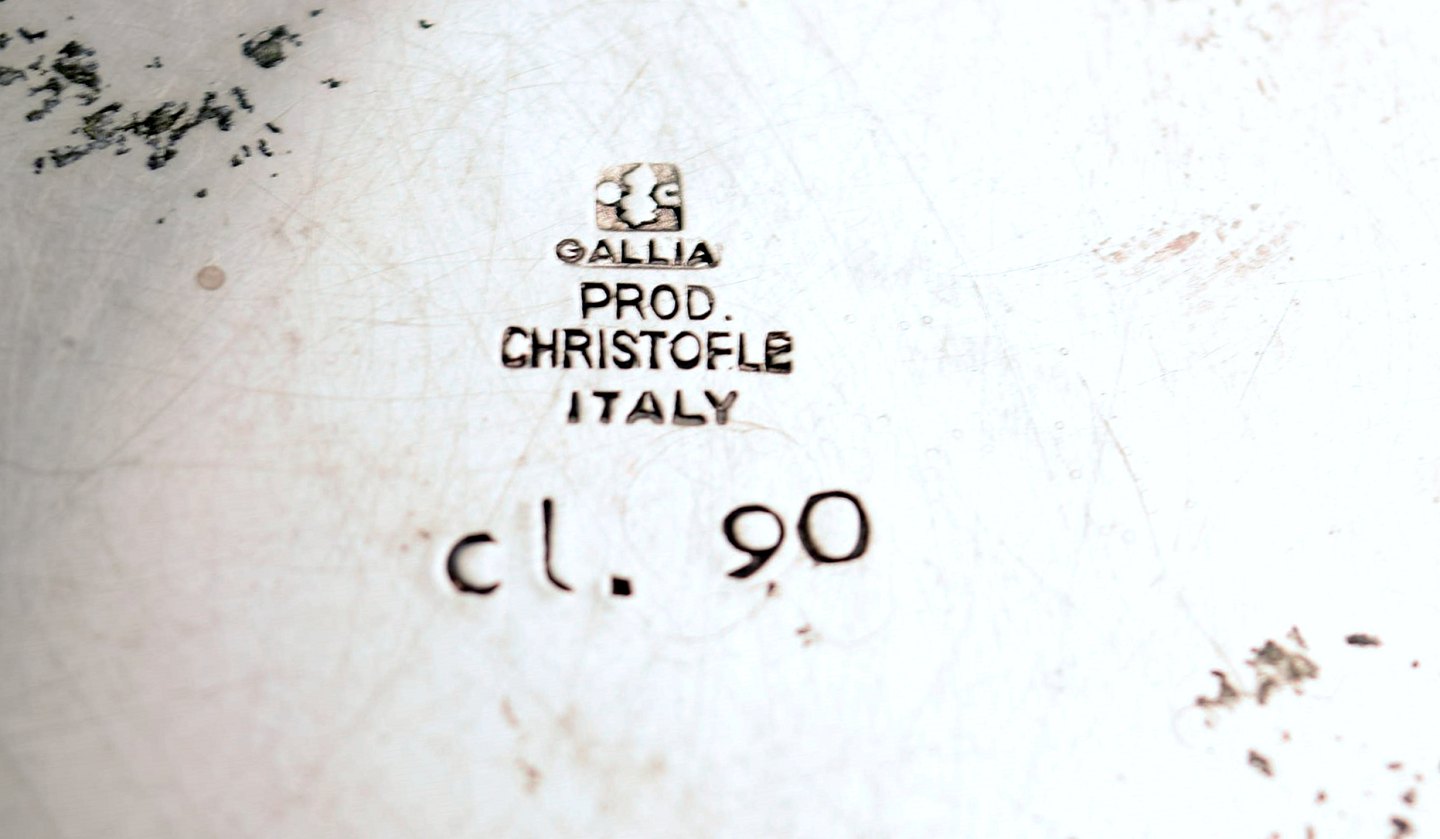 GALLIA
PROD.
CHRISTOFLE
ITALY
cl. 90